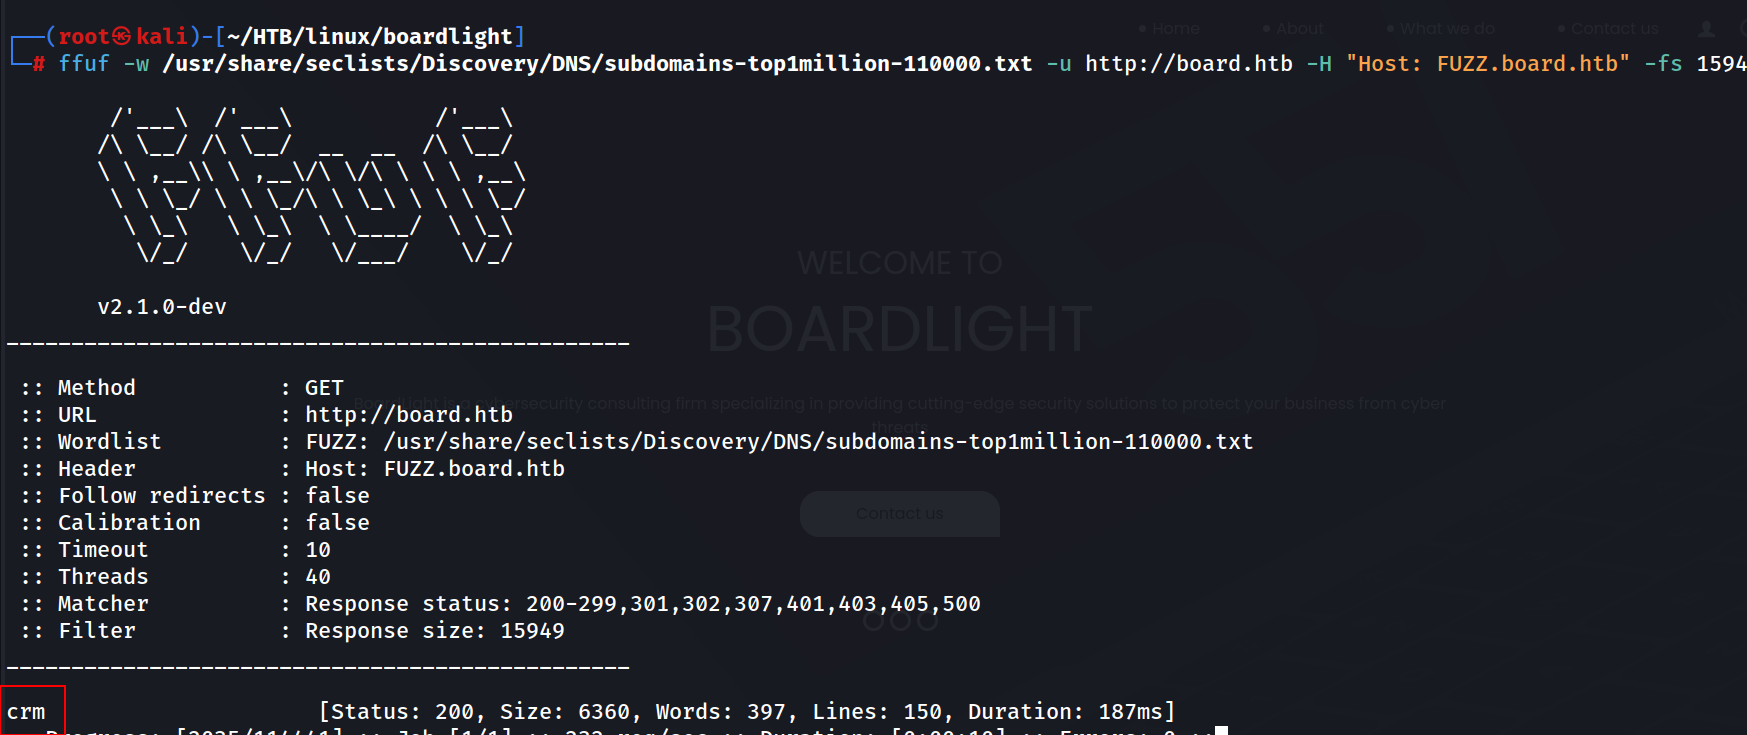 ┌──(root㉿kali)-[~/HTB/linux/boardlight]
└─# ffuf -w /usr/share/seclists/Discovery/DNS/subdomains-top1million-110000.txt -u http://board.htb -H "Host: FUZZ.board.htb" -fs 1594
Home About What we do Contact us
        /'___\  /'___\           /'___\
       /\ \__/ /\ \__/  __  __  /\ \__/
       \ \ ,__\\ \ ,__\/\ \/\ \ \ \ ,__\
        \ \ \_/ \ \ \_/\ \ \_\ \ \ \ \_/
         \ \_\   \ \_\  \ \____/  \ \_\
          \/_/    \/_/   \/___/    \/_/
WELCOME TO
BOARDLIGHT
       v2.1.0-dev
________________________________________________
 :: Method           : GET
BoardLight is a cybersecurity consulting firm specializing in providing cutting-edge security solutions to protect your business from cyber
threats
 :: URL              : http://board.htb
 :: Wordlist         : FUZZ: /usr/share/seclists/Discovery/DNS/subdomains-top1million-110000.txt
 :: Header           : Host: FUZZ.board.htb
 :: Follow redirects : false
Contact us
 :: Calibration      : false
 :: Timeout          : 10
 :: Threads          : 40
 :: Matcher          : Response status: 200-299,301,302,307,401,403,405,500
 :: Filter           : Response size: 15949
________________________________________________
crm                     [Status: 200, Size: 6360, Words: 397, Lines: 150, Duration: 187ms]